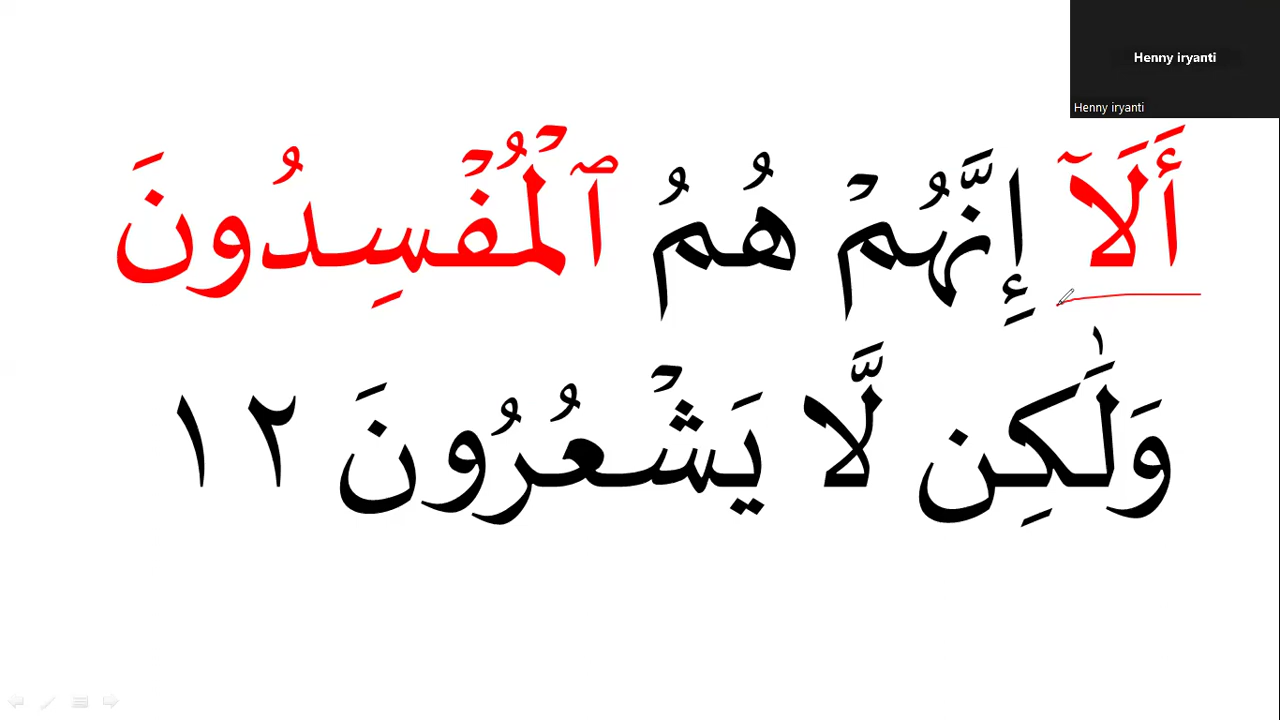 Henny iryanti
Henny iryanti
أَلَآ إِنَّهُمْ هُمُ ٱلْمُفْسِدُونَ
وَلَٰكِن لَّا يَشْعُرُونَ ١٢